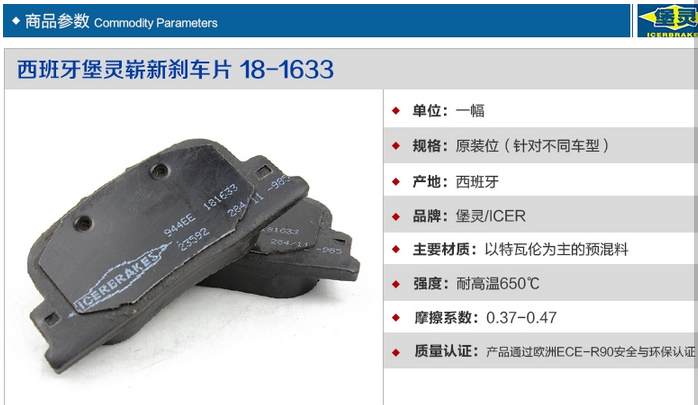 商品参数 Commodity Parameters
堡灵
ICERBRAKES
西班牙堡灵崭新刹车片 18-1633
单位：一幅
规格：原装位（针对不同车型）
产地：西班牙
品牌：堡灵/ICER
主要材质：以特瓦伦为主的预混料
强度：耐高温650℃
摩擦系数：0.37-0.47
质量认证：产品通过欧洲ECE-R90安全与环保认证
944EE 181633
23592 284/11 -985
ICERBRAKES
181633
284/11-985